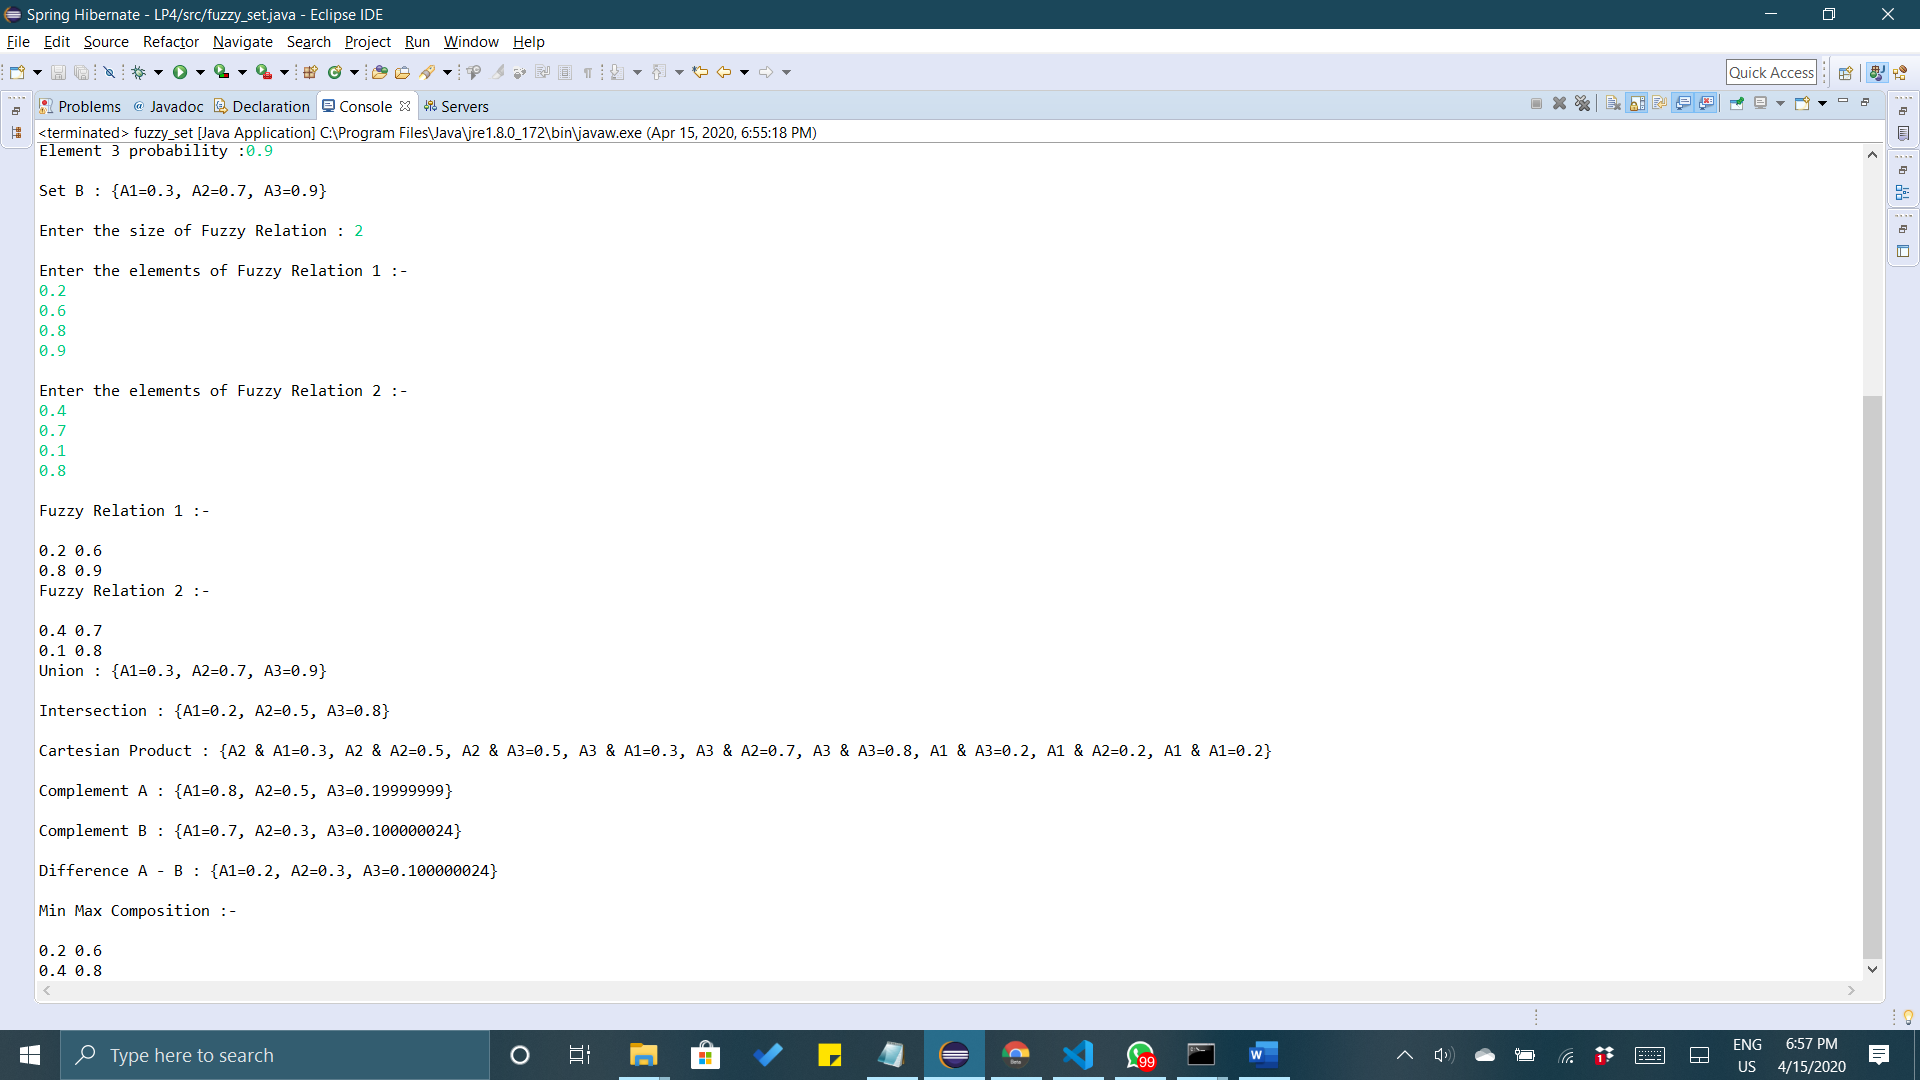 Spring Hibernate - LP4/src/fuzzy_set.java - Eclipse IDE
File Edit Source Refactor Navigate Search Project Run Window Help
Quick Access
Problems @ Javadoc Declaration Console Servers
<terminated> fuzzy_set [Java Application] C:\Program Files\Java\jre1.8.0_172\bin\javaw.exe (Apr 15, 2020, 6:55:18 PM)
Element 3 probability :0.9
Set B : {A1=0.3, A2=0.7, A3=0.9}
Enter the size of Fuzzy Relation : 2
Enter the elements of Fuzzy Relation 1 :-
0.2
0.6
0.8
0.9
Enter the elements of Fuzzy Relation 2 :-
0.4
0.7
0.1
0.8
Fuzzy Relation 1 :-
0.2 0.6
0.8 0.9
Fuzzy Relation 2 :-
0.4 0.7
0.1 0.8
Union : {A1=0.3, A2=0.7, A3=0.9}
Intersection : {A1=0.2, A2=0.5, A3=0.8}
Cartesian Product : {A2 & A1=0.3, A2 & A2=0.5, A2 & A3=0.5, A3 & A1=0.3, A3 & A2=0.7, A3 & A3=0.8, A1 & A3=0.2, A1 & A2=0.2, A1 & A1=0.2}
Complement A : {A1=0.8, A2=0.5, A3=0.19999999}
Complement B : {A1=0.7, A2=0.3, A3=0.100000024}
Difference A - B : {A1=0.2, A2=0.3, A3=0.100000024}
Min Max Composition :-
0.2 0.6
0.4 0.8
Type here to search
99
1
ENG
US
6:57 PM
4/15/2020